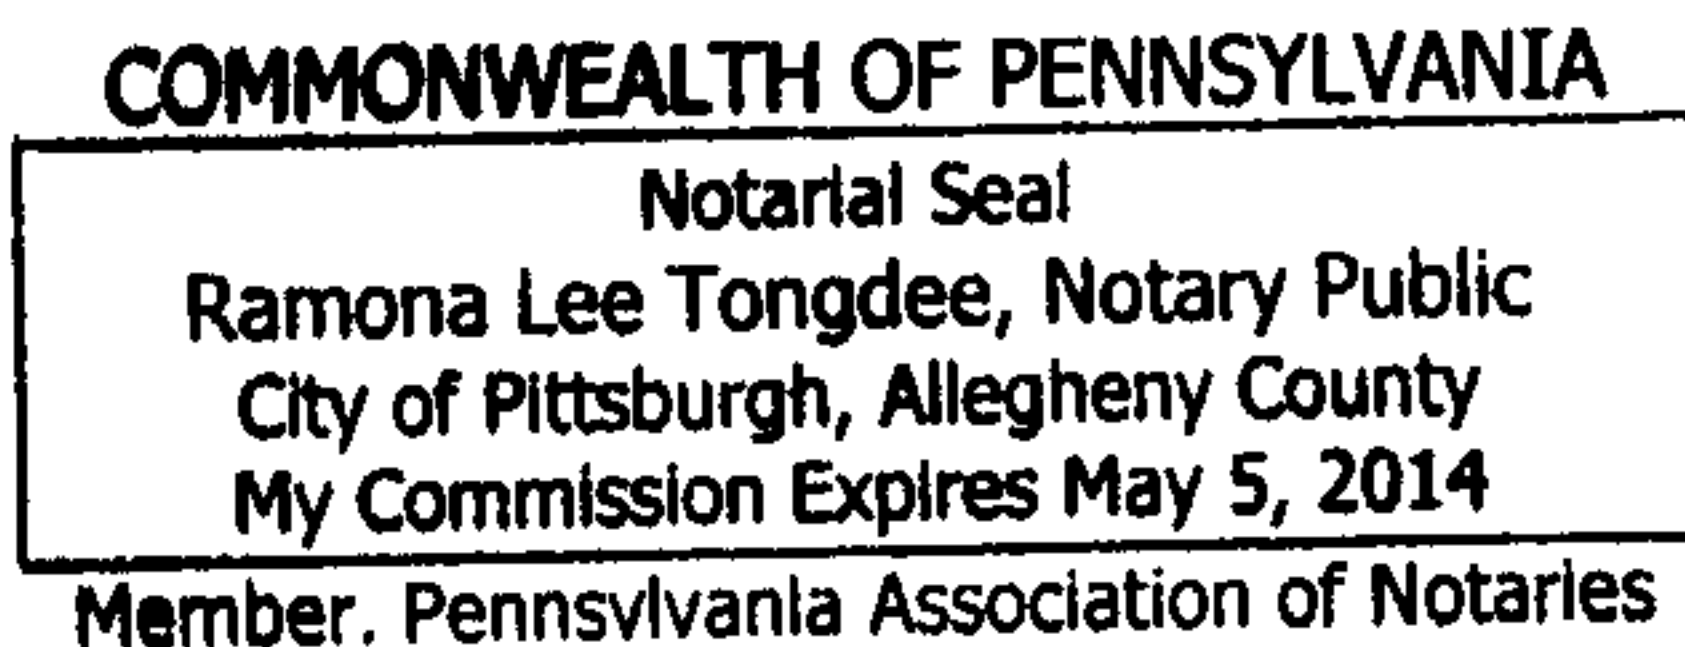 COMMONWEALTH OF PENNSYLVANIA
Notarial Seal
Ramona Lee Tongdee, Notary Public
City of Pittsburgh, Allegheny County
My Commission Expires May 5, 2014
Member, Pennsylvania Association of Notaries